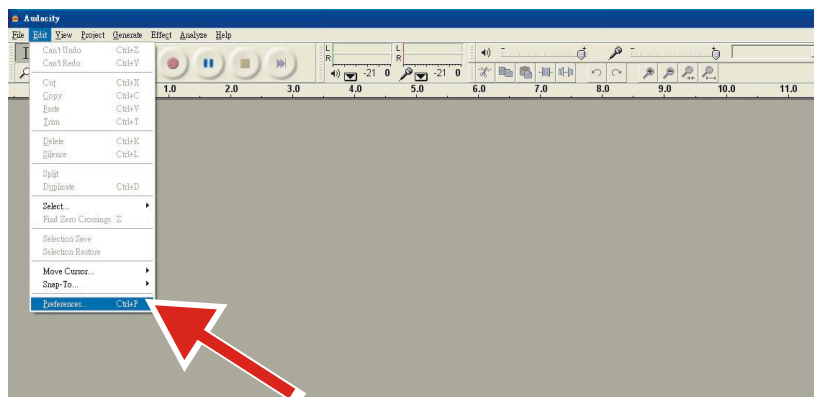 Audacity
File Edit View Project Generate Effect Analyze Help
Can't Undo Ctrl+Z
Can't Redo Ctrl+Y
Cut Ctrl+X
Copy Ctrl+C
Paste Ctrl+V
Trim Ctrl+T
Delete Ctrl+K
Silence Ctrl+L
Split
Duplicate Ctrl+D
Select...
Find Zero Crossings Z
Selection Save
Selection Restore
Move Cursor...
Snap-To...
Preferences... Ctrl+P
L L
R R
-21 0 -21 0
1.0 2.0 3.0 4.0 5.0 6.0 7.0 8.0 9.0 10.0 11.0